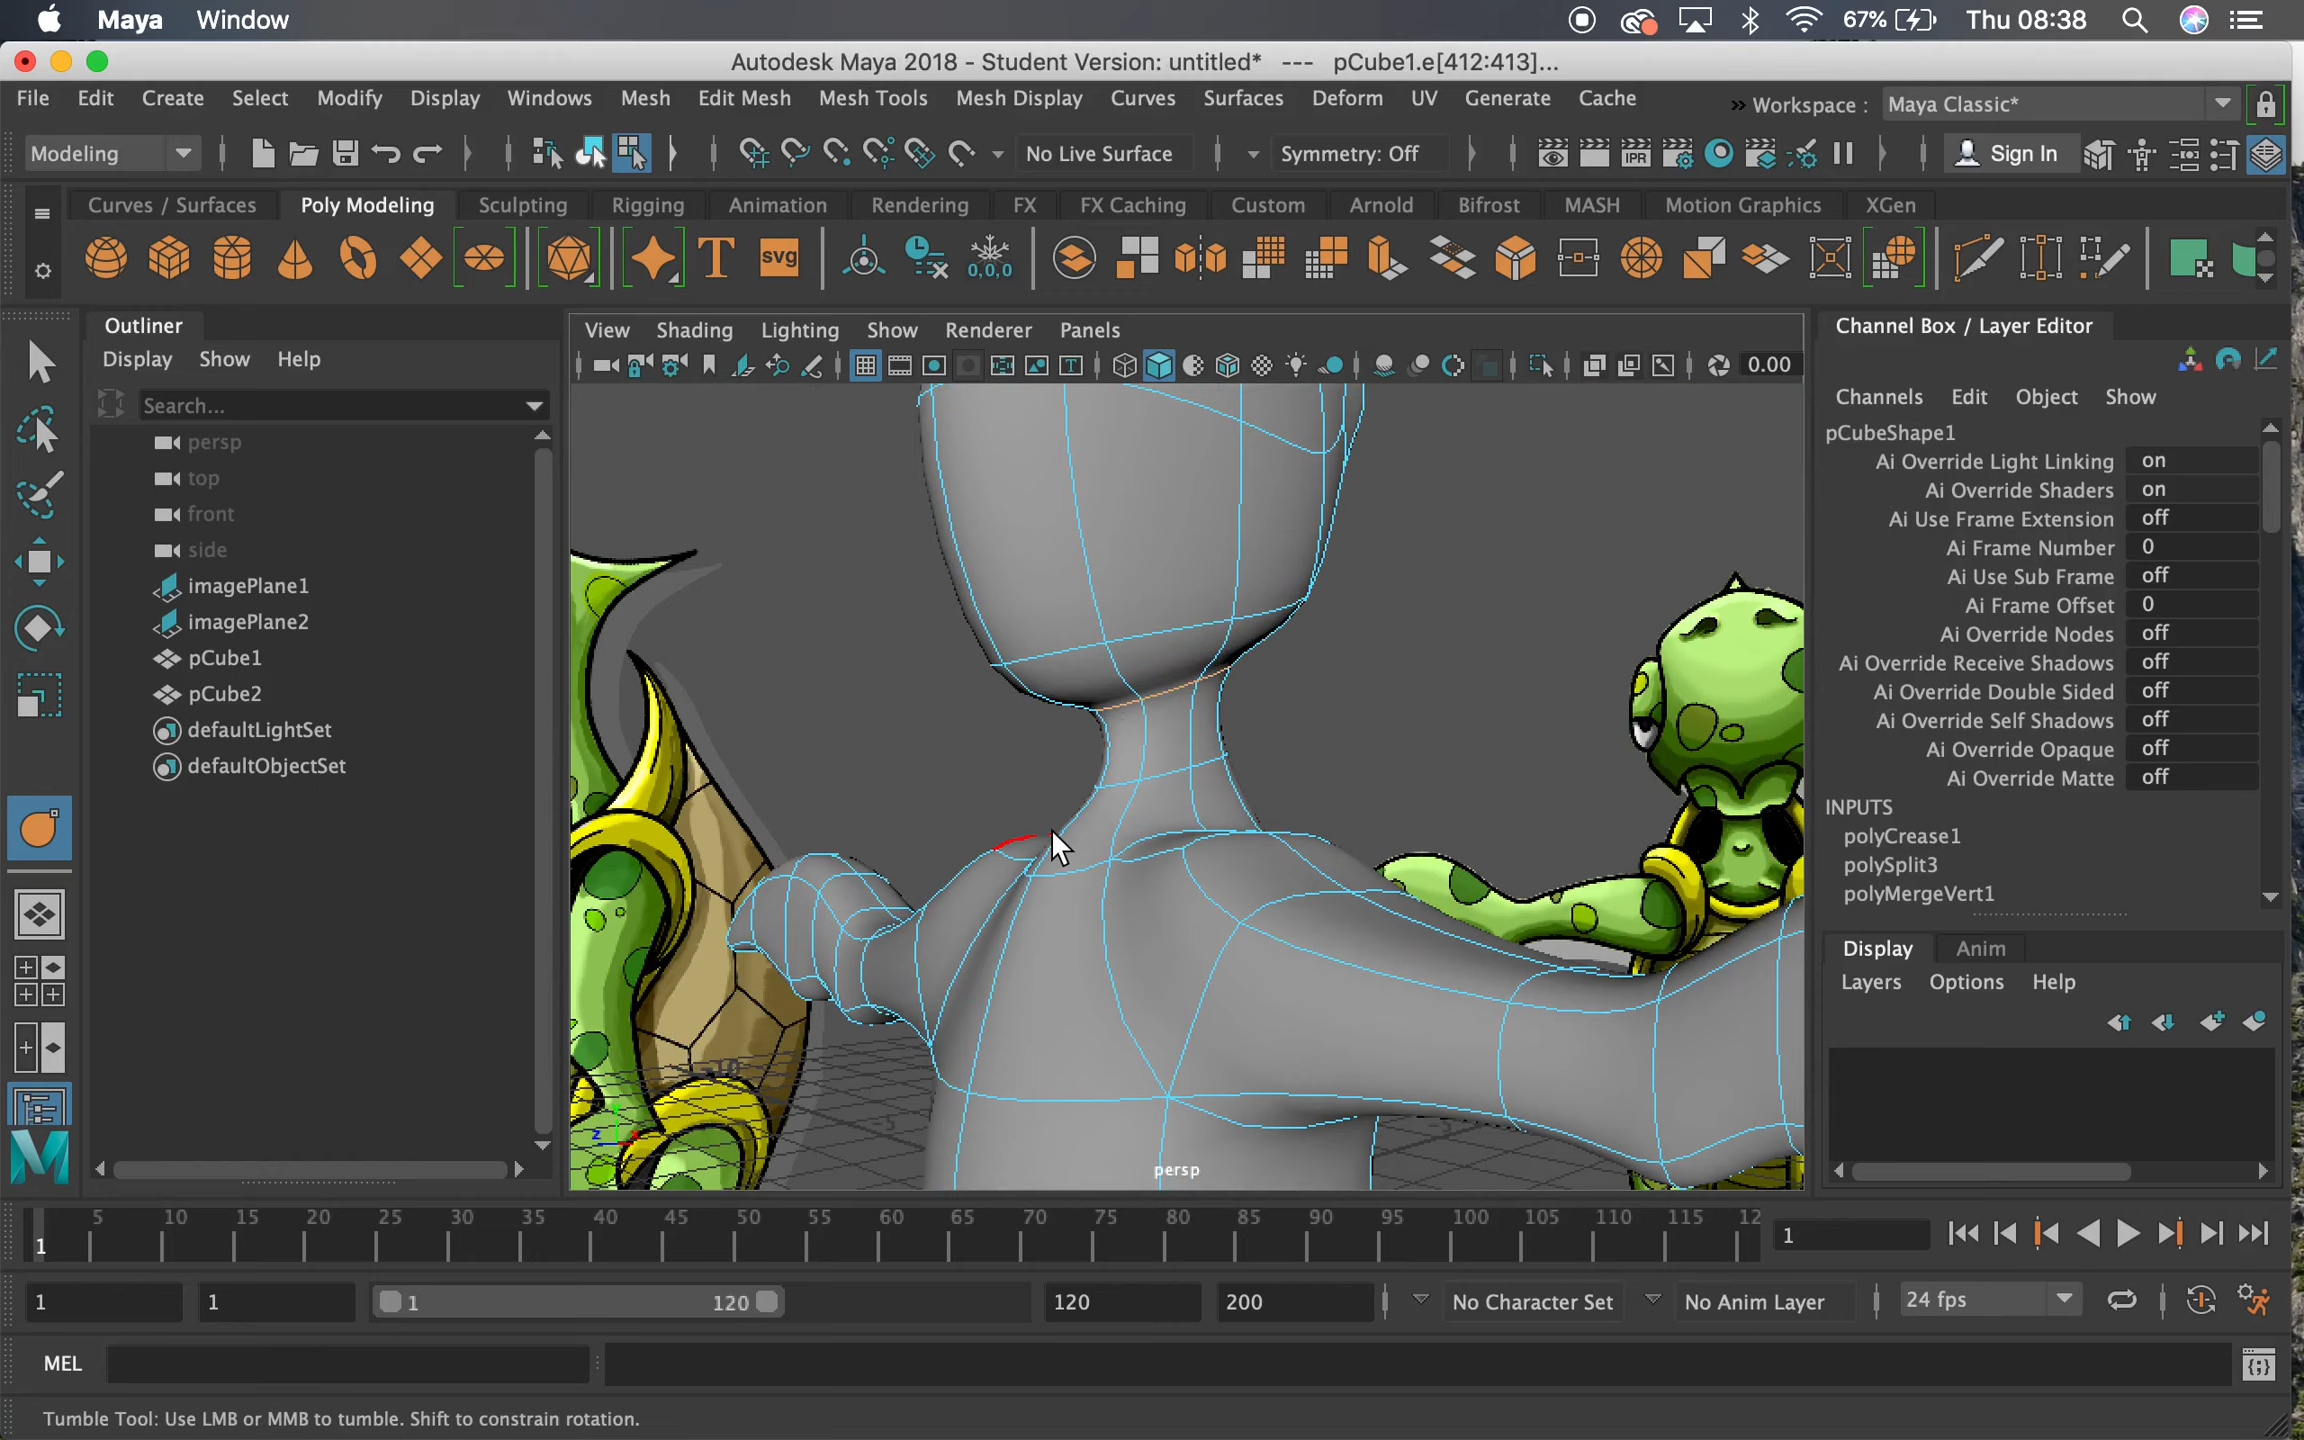 Maya Window 67% Thu 08:38
Autodesk Maya 2018 - Student Version: untitled* --- pCube1.e[412:413]...
File Edit Create Select Modify Display Windows Mesh Edit Mesh Mesh Tools Mesh Display Curves Surfaces Deform UV Generate Cache » Workspace : Maya Classic*
Modeling No Live Surface Symmetry: Off IPR Sign In
Curves / Surfaces Poly Modeling Sculpting Rigging Animation Rendering FX FX Caching Custom Arnold Bifrost MASH Motion Graphics XGen
T svg 0,0,0
Outliner
Display Show Help
Search...
persp
top
front
side
imagePlane1
imagePlane2
pCube1
pCube2
defaultLightSet
defaultObjectSet
View Shading Lighting Show Renderer Panels
0.00
-10
-5
-5
z
persp
Channel Box / Layer Editor
Channels Edit Object Show
pCubeShape1
Ai Override Light Linking on
Ai Override Shaders on
Ai Use Frame Extension off
Ai Frame Number 0
Ai Use Sub Frame off
Ai Frame Offset 0
Ai Override Nodes off
Ai Override Receive Shadows off
Ai Override Double Sided off
Ai Override Self Shadows off
Ai Override Opaque off
Ai Override Matte off
INPUTS
polyCrease1
polySplit3
polyMergeVert1
Display Anim
Layers Options Help
5 10 15 20 25 30 35 40 45 50 55 60 65 70 75 80 85 90 95 100 105 110 115 12
1 1
1 1 1 120 120 200 No Character Set No Anim Layer 24 fps
MEL
Tumble Tool: Use LMB or MMB to tumble. Shift to constrain rotation.